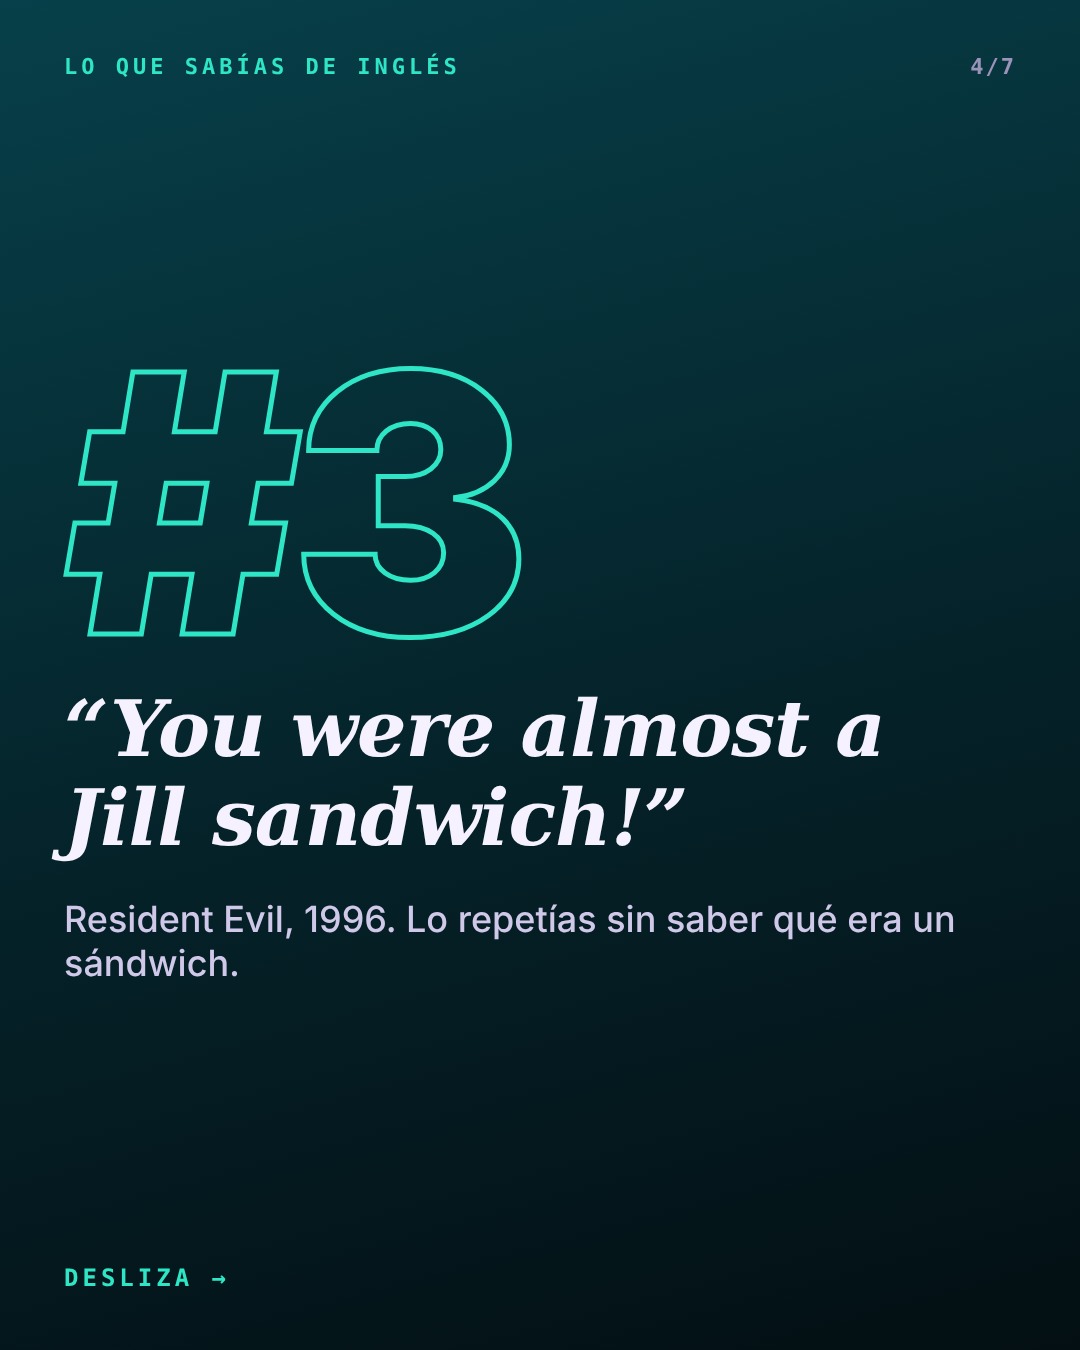 LO QUE SABÍAS DE INGLÉS
4/7
#3
“You were almost a
Jill sandwich!”
Resident Evil, 1996. Lo repetías sin saber qué era un
sándwich.
DESLIZA →